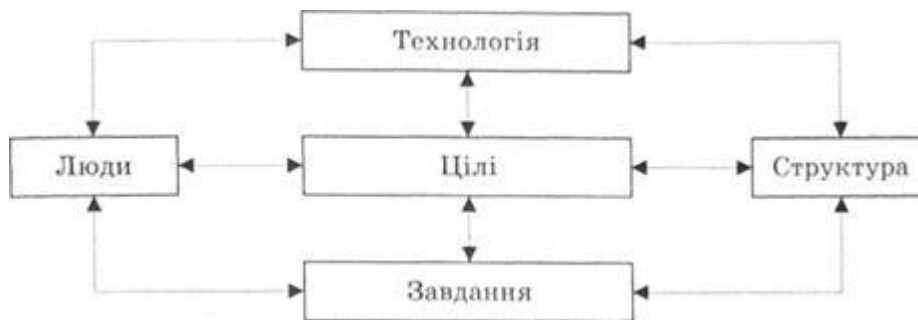 Технологія
Люди
Цілі
Структура
Завдання